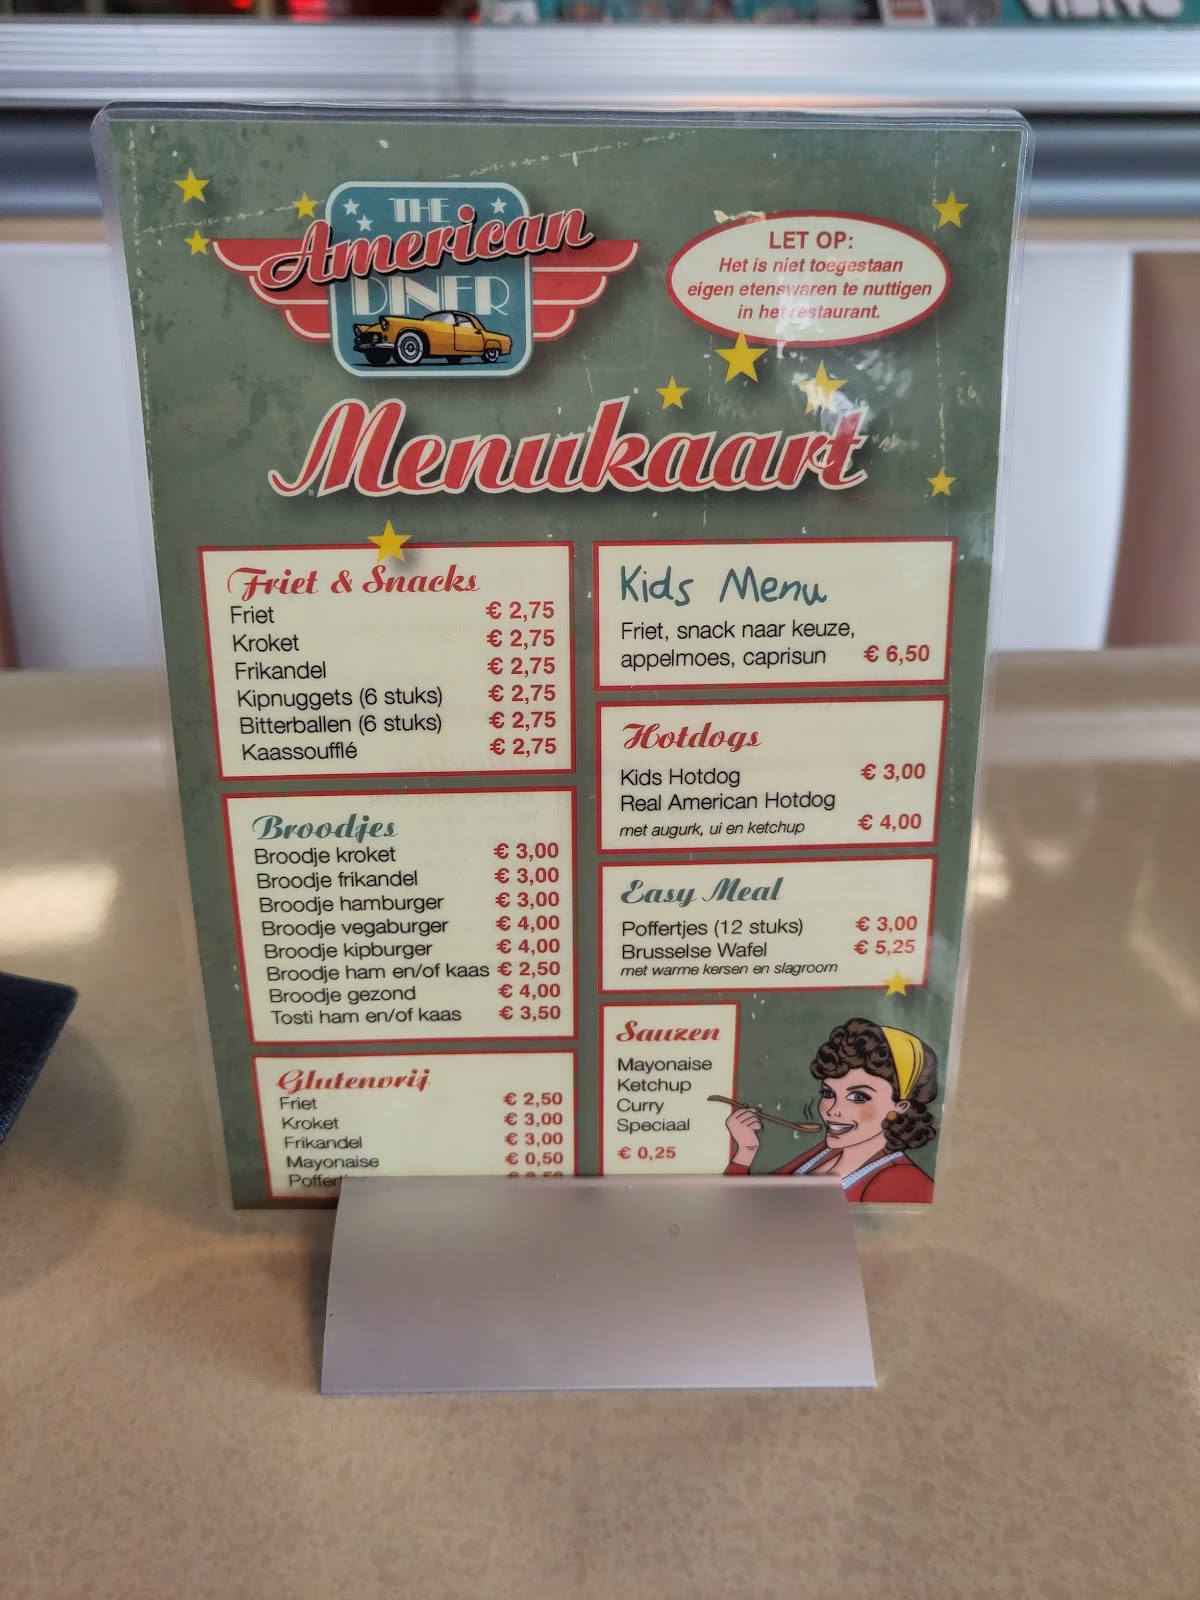 THE
American
DINER
LET OP:
Het is niet toegestaan
eigen etenswaren te nuttigen
in het restaurant.
Menukaart
Friet & Snacks
Friet € 2,75
Kroket € 2,75
Frikandel € 2,75
Kipnuggets (6 stuks) € 2,75
Bitterballen (6 stuks) € 2,75
Kaassoufflé € 2,75
Broodjes
Broodje kroket € 3,00
Broodje frikandel € 3,00
Broodje hamburger € 3,00
Broodje vegaburger € 4,00
Broodje kipburger € 4,00
Broodje ham en/of kaas € 2,50
Broodje gezond € 4,00
Tosti ham en/of kaas € 3,50
Glutenvrij
Friet € 2,50
Kroket € 3,00
Frikandel € 3,00
Mayonaise € 0,50
Kids Menu
Friet, snack naar keuze,
appelmoes, caprisun € 6,50
Hotdogs
Kids Hotdog € 3,00
Real American Hotdog
met augurk, ui en ketchup € 4,00
Easy Meal
Poffertjes (12 stuks) € 3,00
Brusselse Wafel € 5,25
met warme kersen en slagroom
Sauzen
Mayonaise
Ketchup
Curry
Speciaal
€ 0,25